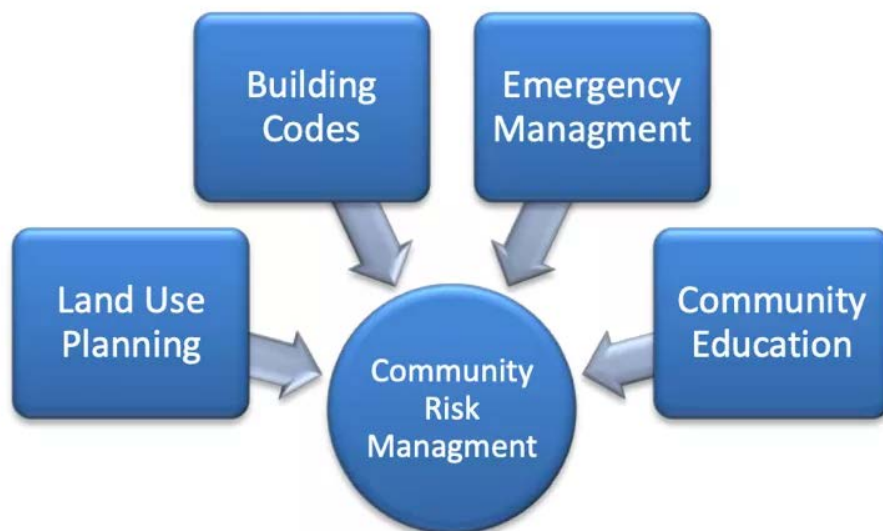 Building
Codes
Emergency
Managment
Land Use
Planning
Community
Education
Community
Risk
Managment